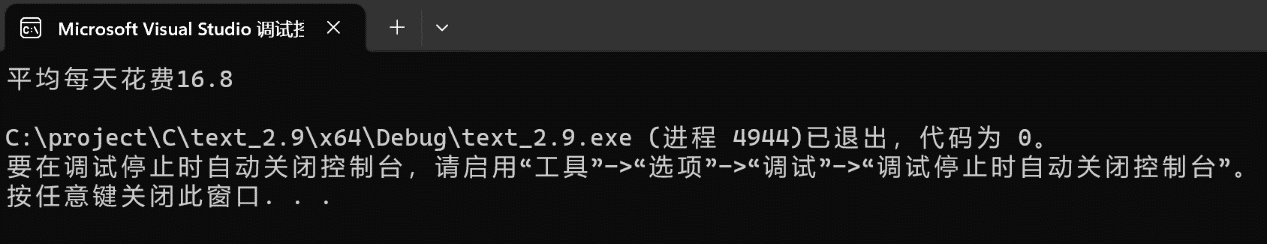 Microsoft Visual Studio 调试控
平均每天花费16.8
C:\project\C\text_2.9\x64\Debug\text_2.9.exe (进程 4944)已退出，代码为 0。
要在调试停止时自动关闭控制台，请启用“工具”->“选项”->“调试”->“调试停止时自动关闭控制台”。
按任意键关闭此窗口. . .